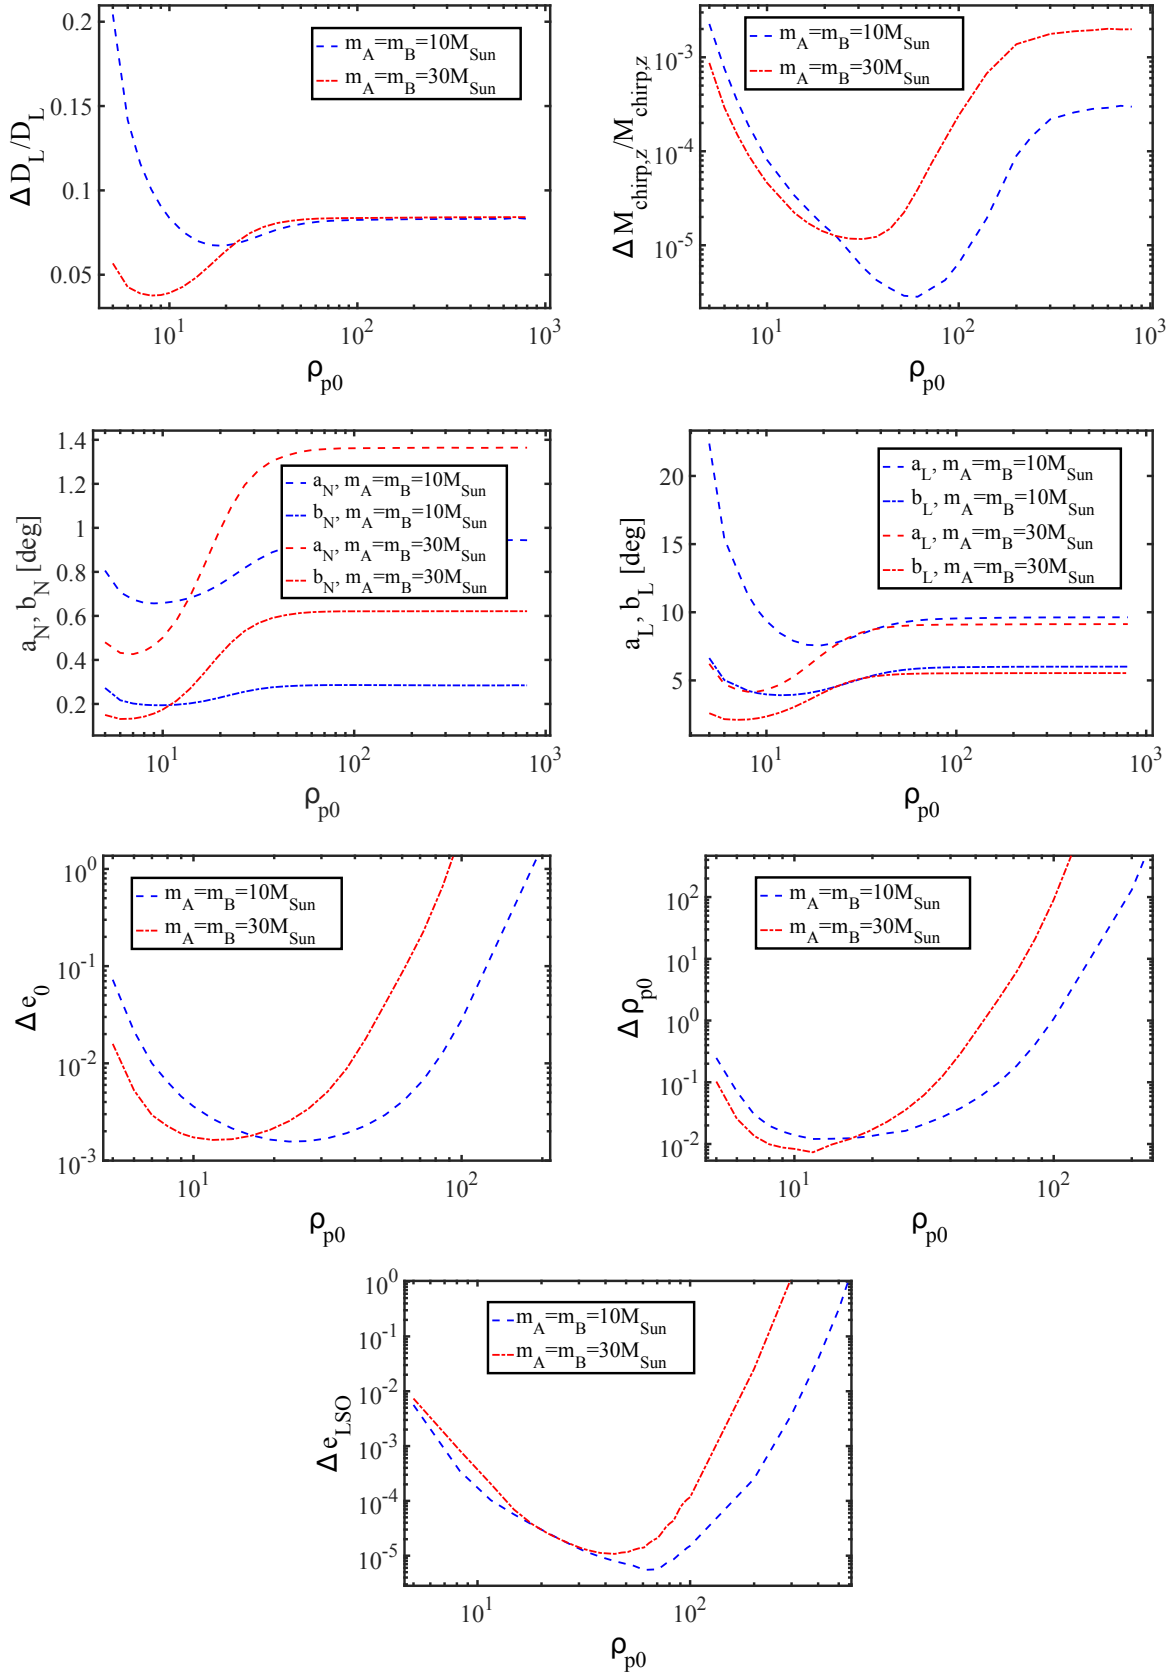 0.2
0.15
0.1
0.05
Δ D_L/D_L
m_A=m_B=10M_Sun
m_A=m_B=30M_Sun
10^1 10^2 10^3
ρ_p0
10^-3
10^-4
10^-5
Δ M_chirp,z/M_chirp,z
m_A=m_B=10M_Sun
m_A=m_B=30M_Sun
10^1 10^2 10^3
ρ_p0
1.4
1.2
1
0.8
0.6
0.4
0.2
a_N, b_N [deg]
a_N, m_A=m_B=10M_Sun
b_N, m_A=m_B=10M_Sun
a_N, m_A=m_B=30M_Sun
b_N, m_A=m_B=30M_Sun
10^1 10^2 10^3
ρ_p0
20
15
10
5
a_L, b_L [deg]
a_L, m_A=m_B=10M_Sun
b_L, m_A=m_B=10M_Sun
a_L, m_A=m_B=30M_Sun
b_L, m_A=m_B=30M_Sun
10^1 10^2 10^3
ρ_p0
10^0
10^-1
10^-2
10^-3
Δ e_0
m_A=m_B=10M_Sun
m_A=m_B=30M_Sun
10^1 10^2
ρ_p0
10^2
10^1
10^0
10^-1
10^-2
Δ ρ_p0
m_A=m_B=10M_Sun
m_A=m_B=30M_Sun
10^1 10^2
ρ_p0
10^0
10^-1
10^-2
10^-3
10^-4
10^-5
Δ e_LSO
m_A=m_B=10M_Sun
m_A=m_B=30M_Sun
10^1 10^2
ρ_p0